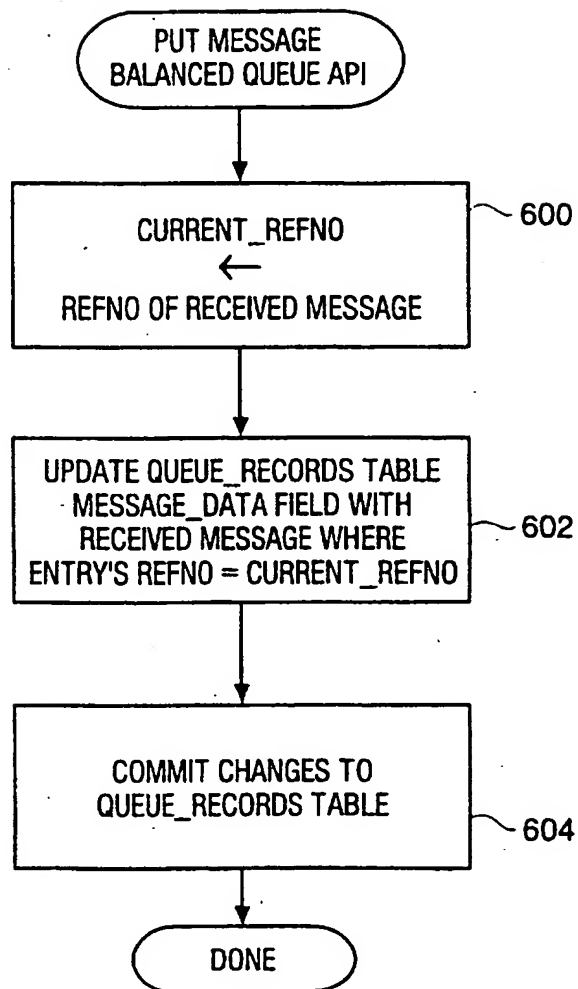 PUT MESSAGE
BALANCED QUEUE API
CURRENT_REFNO
←
REFNO OF RECEIVED MESSAGE
600
UPDATE QUEUE_RECORDS TABLE
MESSAGE_DATA FIELD WITH
RECEIVED MESSAGE WHERE
ENTRY'S REFNO = CURRENT_REFNO
602
COMMIT CHANGES TO
QUEUE_RECORDS TABLE
604
DONE